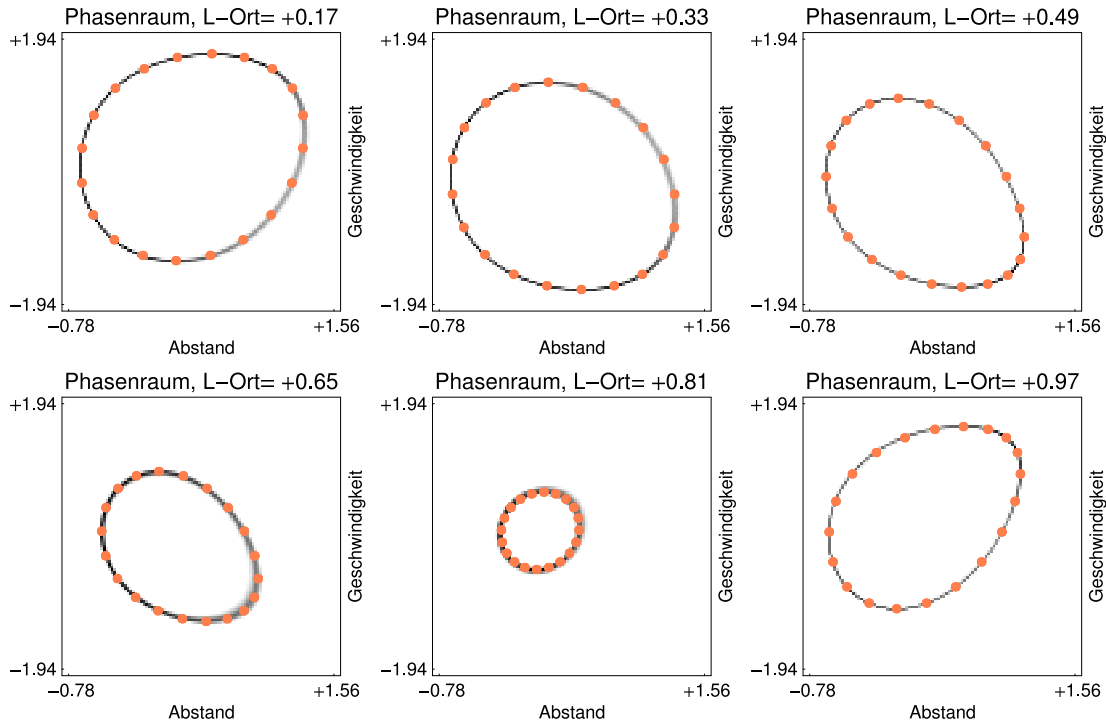 Phasenraum, L−Ort= +0.17
+1.94
Geschwindigkeit
−1.94
−0.78
+1.56
Abstand
Phasenraum, L−Ort= +0.33
+1.94
Geschwindigkeit
−1.94
−0.78
+1.56
Abstand
Phasenraum, L−Ort= +0.49
+1.94
Geschwindigkeit
−1.94
−0.78
+1.56
Abstand
Phasenraum, L−Ort= +0.65
+1.94
Geschwindigkeit
−1.94
−0.78
+1.56
Abstand
Phasenraum, L−Ort= +0.81
+1.94
Geschwindigkeit
−1.94
−0.78
+1.56
Abstand
Phasenraum, L−Ort= +0.97
+1.94
Geschwindigkeit
−1.94
−0.78
+1.56
Abstand